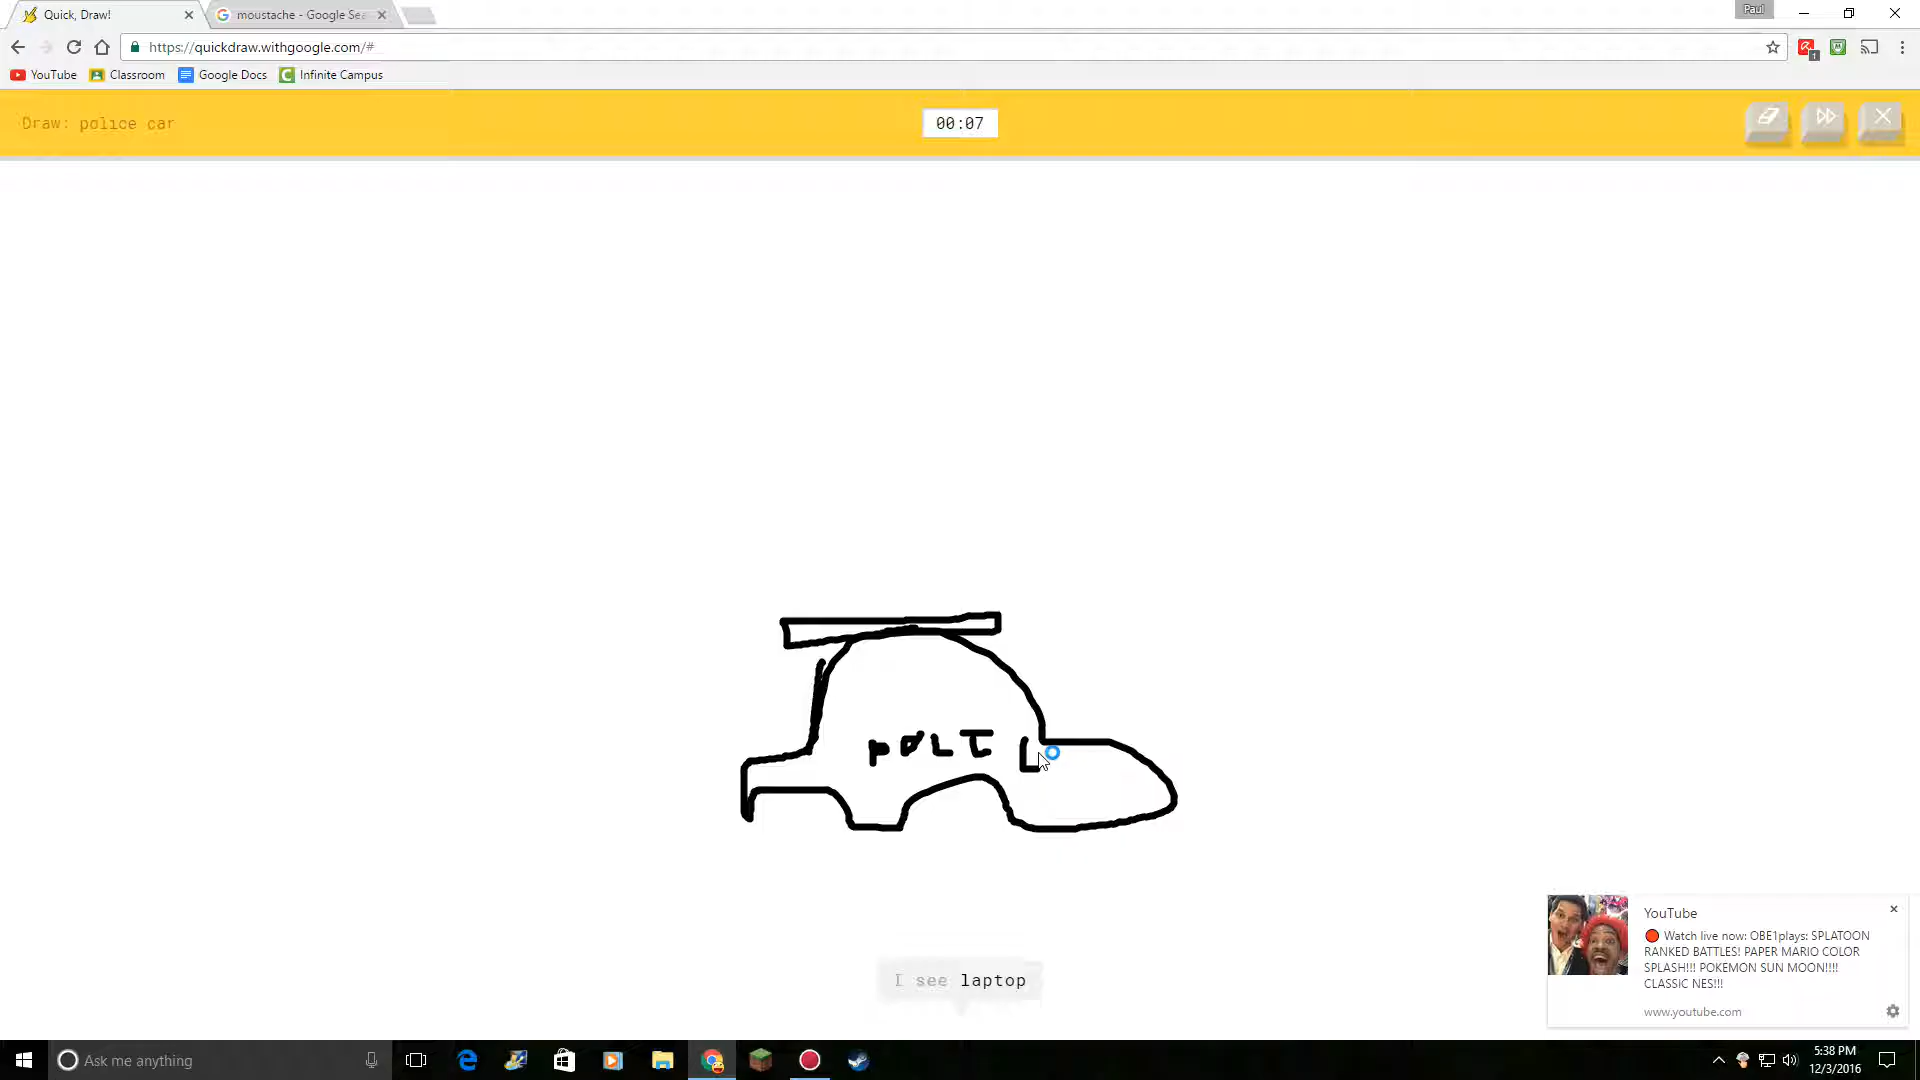 Quick, Draw!
moustache - Google Sea
Paul
https://quickdraw.withgoogle.com/#
1
YouTube
Classroom
Google Docs
Infinite Campus
Draw: police car
00:07
POLI
I see laptop
YouTube
Watch live now: OBE1plays: SPLATOON
RANKED BATTLES! PAPER MARIO COLOR
SPLASH!!! POKEMON SUN MOON!!!!
CLASSIC NES!!!
www.youtube.com
Ask me anything
5:38 PM
12/3/2016